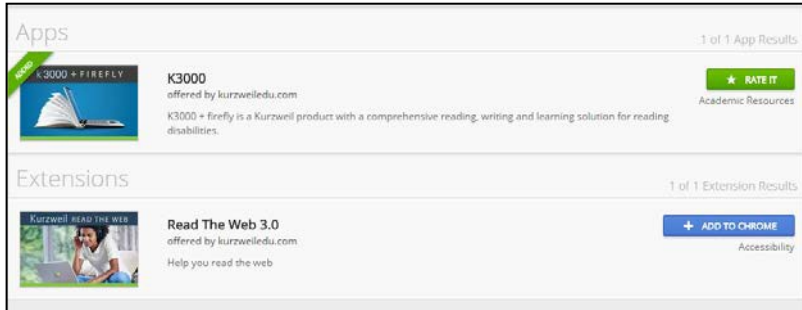 Apps
1 of 1 App Results
ADDED
k3000 + FIREFLY
K3000
offered by kurzweiledu.com
K3000 + firefly is a Kurzweil product with a comprehensive reading, writing and learning solution for reading
disabilities.
★ RATE IT
Academic Resources
Extensions
1 of 1 Extension Results
Kurzweil READ THE WEB
Read The Web 3.0
offered by kurzweiledu.com
Help you read the web
+ ADD TO CHROME
Accessibility